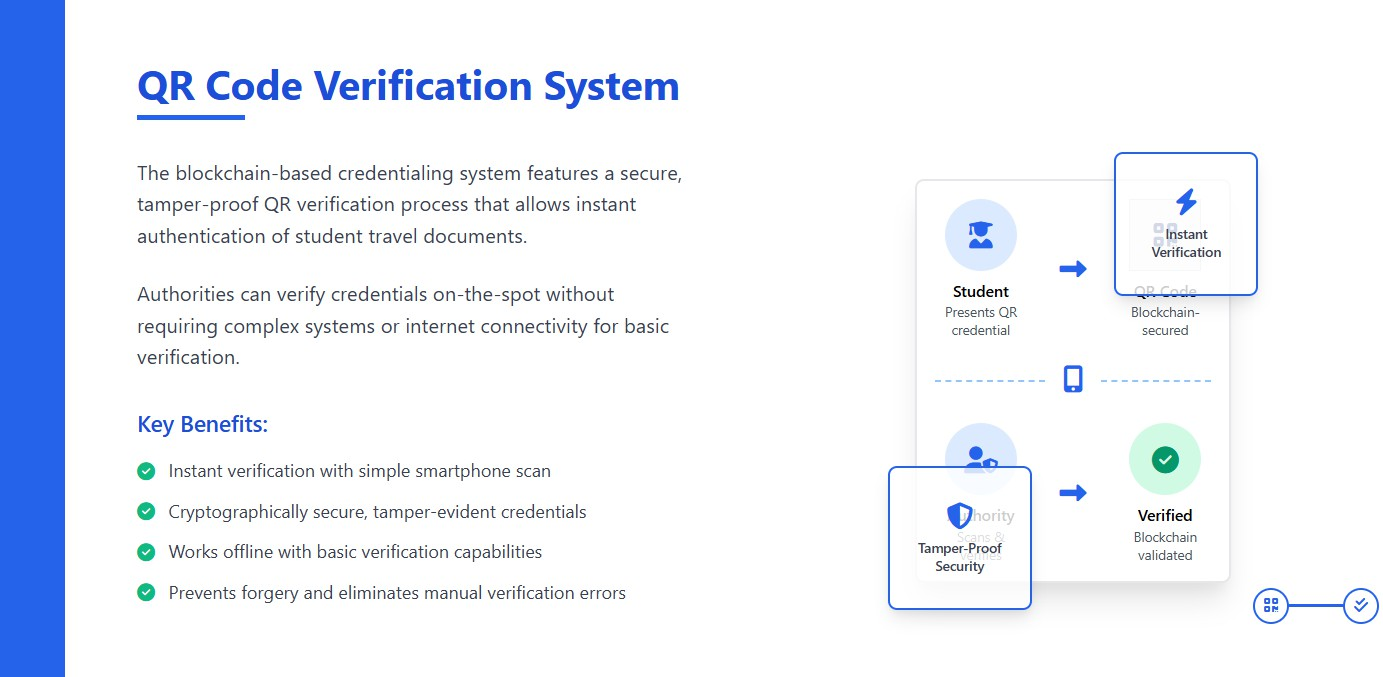 QR Code Verification System
The blockchain-based credentialing system features a secure,
tamper-proof QR verification process that allows instant
authentication of student travel documents.
Authorities can verify credentials on-the-spot without
requiring complex systems or internet connectivity for basic
verification.
Key Benefits:
Instant verification with simple smartphone scan
Cryptographically secure, tamper-evident credentials
Works offline with basic verification capabilities
Prevents forgery and eliminates manual verification errors
Instant
Verification
Student
Presents QR
credential
QR Code
Blockchain-
secured
Authority
Scans &
verifies
Tamper-Proof
Security
Verified
Blockchain
validated